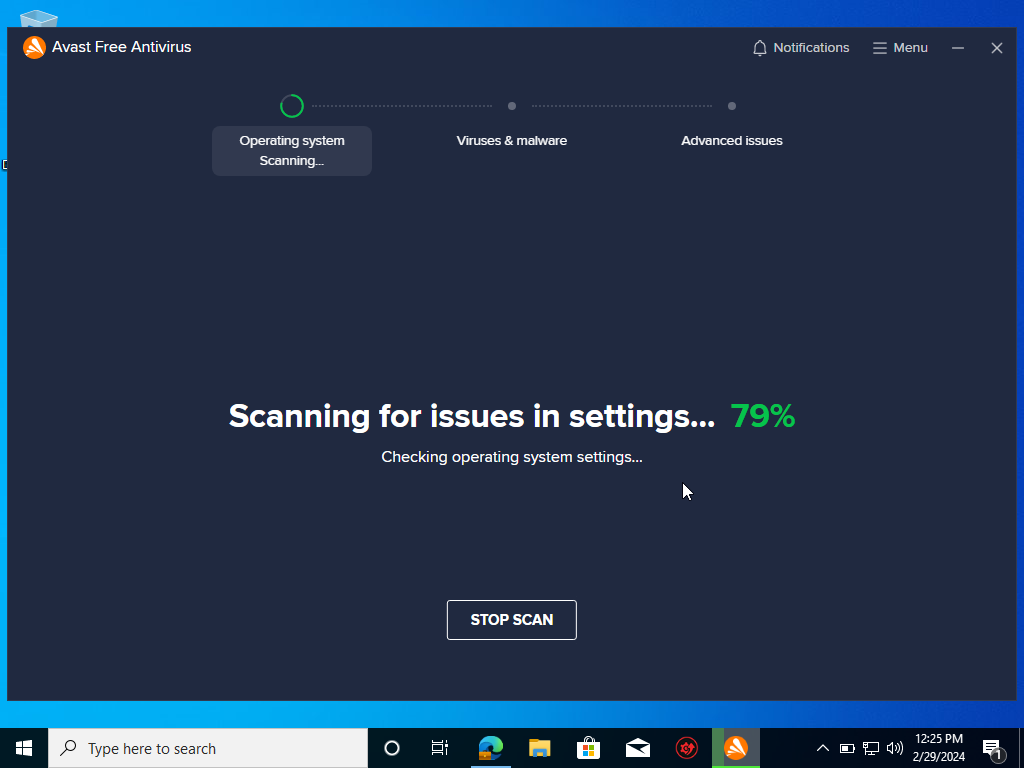 Avast Free Antivirus
Notifications
Menu
Operating system
Scanning...
Viruses & malware
Advanced issues
Scanning for issues in settings... 79%
Checking operating system settings...
STOP SCAN
Type here to search
12:25 PM
2/29/2024
1